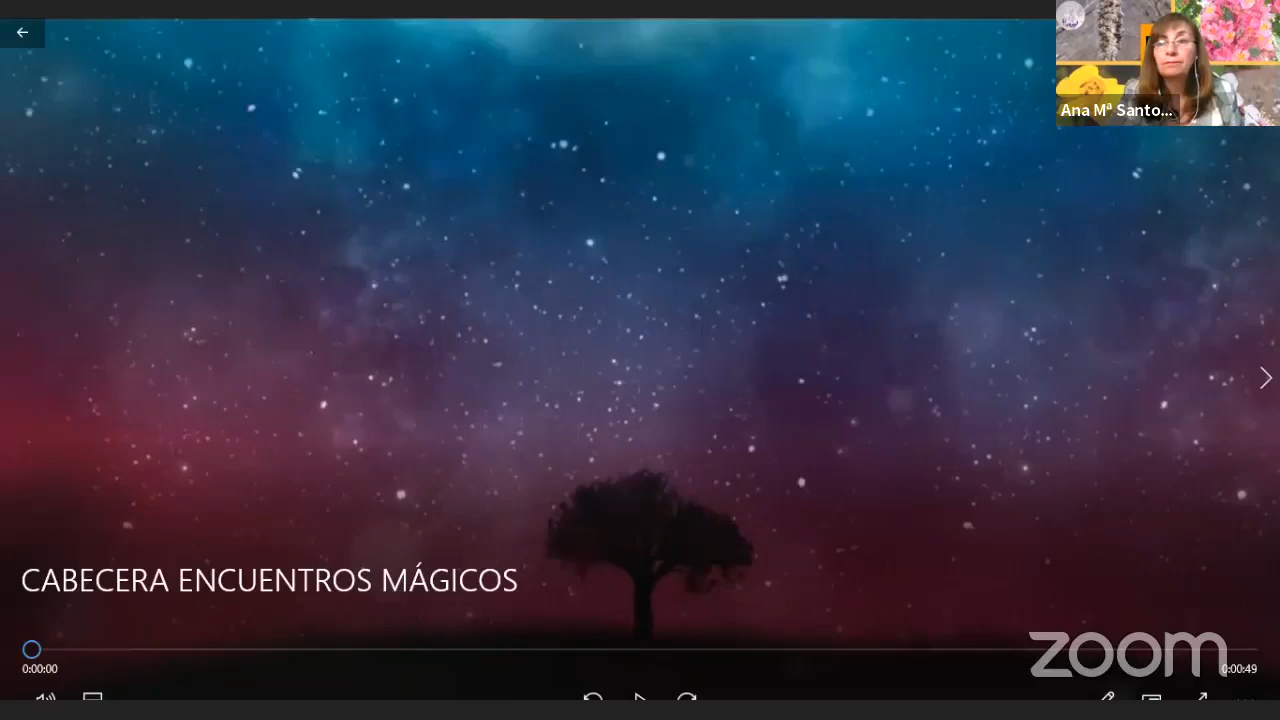 Ana Mª Santo...
CABECERA ENCUENTROS MÁGICOS
0:00:00
0:00:49
zoom